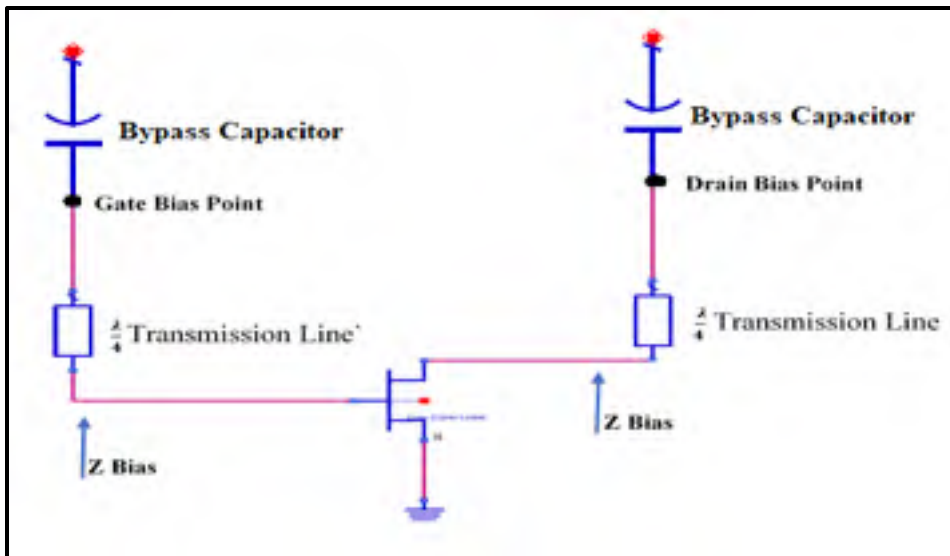 Bypass Capacitor
Bypass Capacitor
Gate Bias Point
Drain Bias Point
λ/4 Transmission Line`
λ/4 Transmission Line
Z Bias
Z Bias